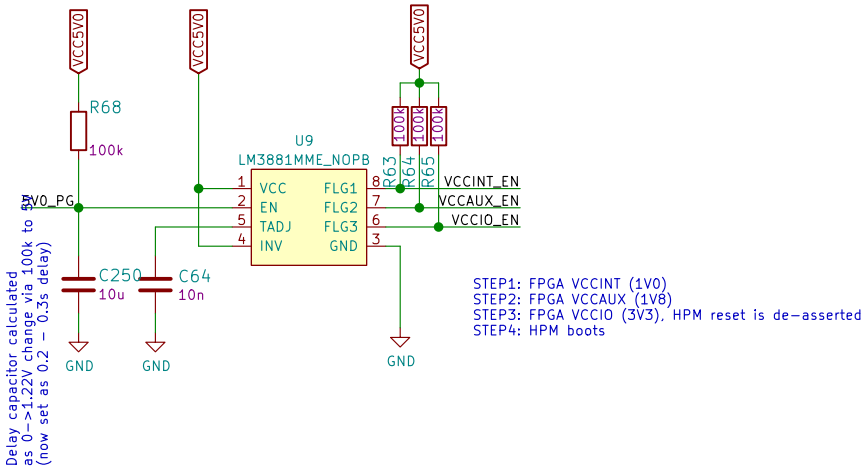 VCC5V0
VCC5V0
VCC5V0
R68
100k
100k
100k
100k
R63
R64
R65
U9
LM3881MME_NOPB
1
VCC
FLG1
8
VCCINT_EN
2
EN
FLG2
7
VCCAUX_EN
5
TADJ
FLG3
6
VCCIO_EN
4
INV
GND
3
C250
10u
C64
10n
GND
GND
GND
Delay capacitor calculated
as 0->1.22V change via 100k to 5V
(now set as 0.2 - 0.3s delay)
STEP1: FPGA VCCINT (1V0)
STEP2: FPGA VCCAUX (1V8)
STEP3: FPGA VCCIO (3V3), HPM reset is de-asserted
STEP4: HPM boots